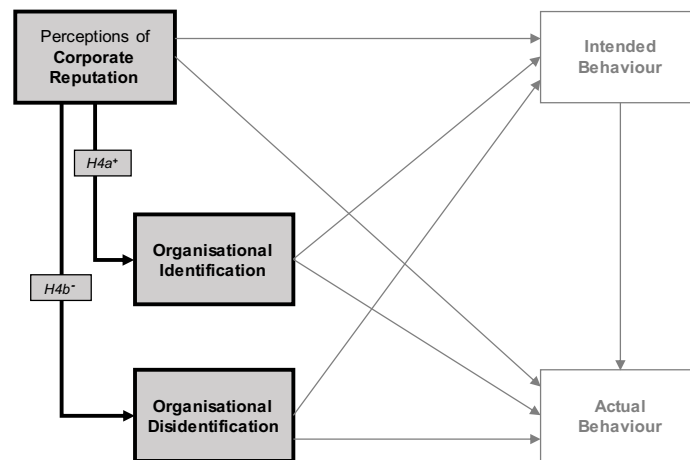 Perceptions of
Corporate
Reputation
Intended
Behaviour
H4a⁺
Organisational
Identification
H4b⁻
Organisational
Disidentification
Actual
Behaviour